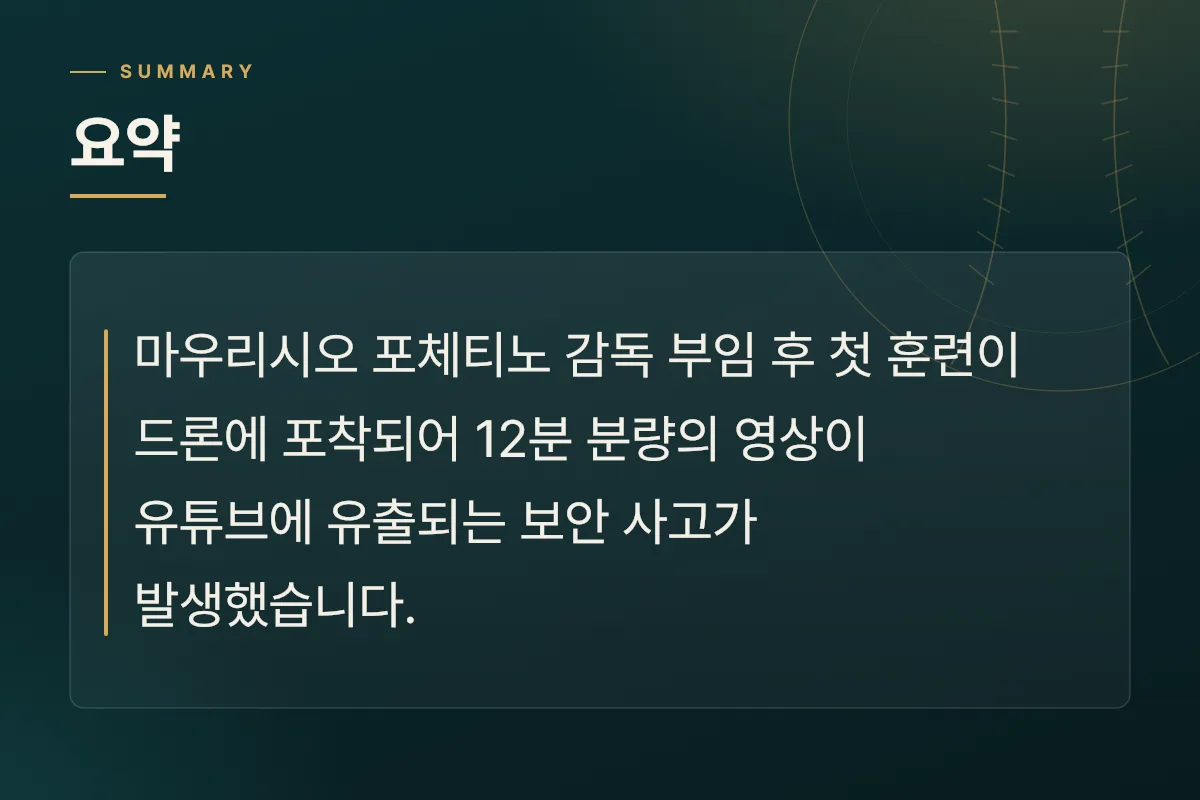 SUMMARY
요약
마우리시오 포체티노 감독 부임 후 첫 훈련이
드론에 포착되어 12분 분량의 영상이
유튜브에 유출되는 보안 사고가
발생했습니다.